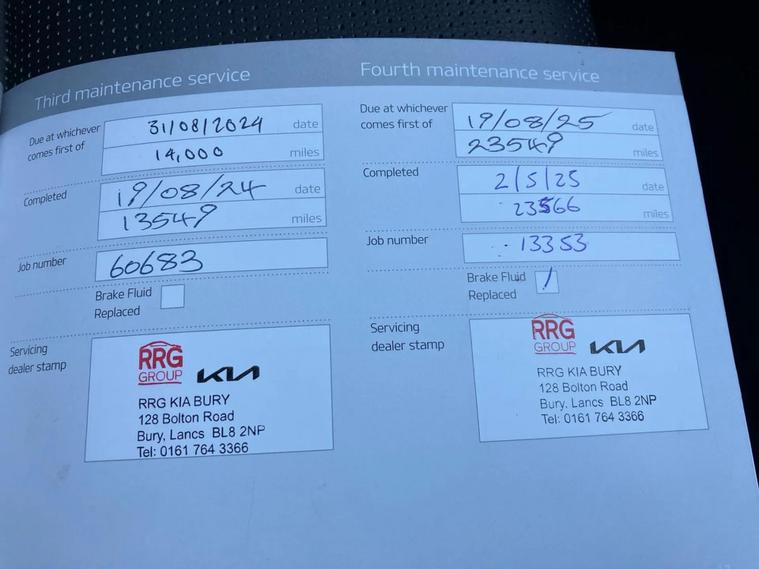 Third maintenance service
Due at whichever comes first of
31/08/2024 date
14,000 miles
Completed
19/08/24 date
13549 miles
Job number
60683
Brake Fluid
Replaced
Servicing
dealer stamp
RRG
GROUP KIA
RRG KIA BURY
128 Bolton Road
Bury, Lancs BL8 2NP
Tel: 0161 764 3366
Fourth maintenance service
Due at whichever comes first of
19/08/25 date
23549 miles
Completed
2/5/25 date
23566 miles
Job number
13353
Brake Fluid /
Replaced
Servicing
dealer stamp
RRG
GROUP KIA
RRG KIA BURY
128 Bolton Road
Bury, Lancs BL8 2NP
Tel: 0161 764 3366